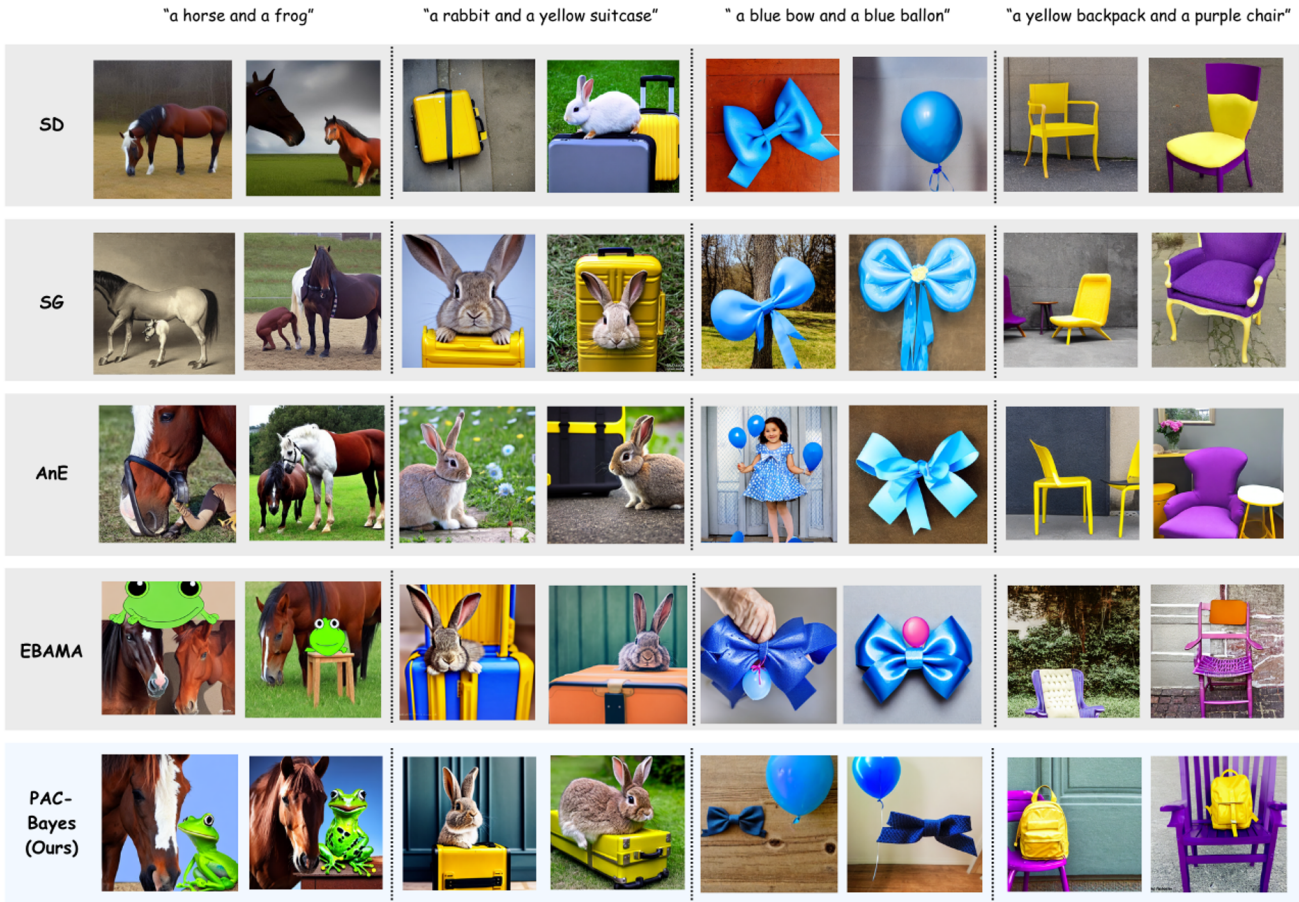 "a horse and a frog"
"a rabbit and a yellow suitcase"
" a blue bow and a blue ballon"
"a yellow backpack and a purple chair"
SD
SG
AnE
EBAMA
PAC-
Bayes
(Ours)